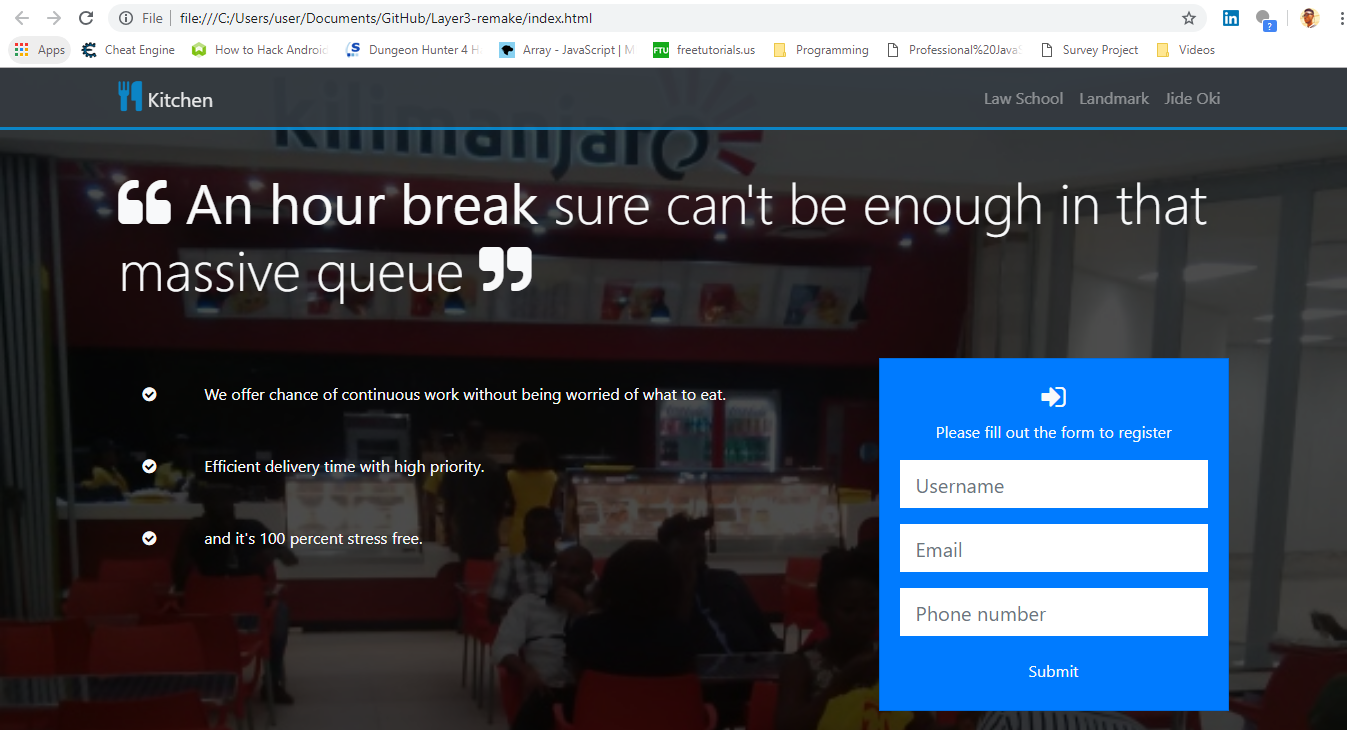 File | file:///C:/Users/user/Documents/GitHub/Layer3-remake/index.html
Apps Cheat Engine How to Hack Android Dungeon Hunter 4 H Array - JavaScript | M FTU freetutorials.us Programming Professional%20JavaS Survey Project Videos
Kitchen Law School Landmark Jide Oki
kilimanjaro
“ An hour break sure can't be enough in that
massive queue ”
We offer chance of continuous work without being worried of what to eat.
Efficient delivery time with high priority.
and it's 100 percent stress free.
Please fill out the form to register
Username
Email
Phone number
Submit